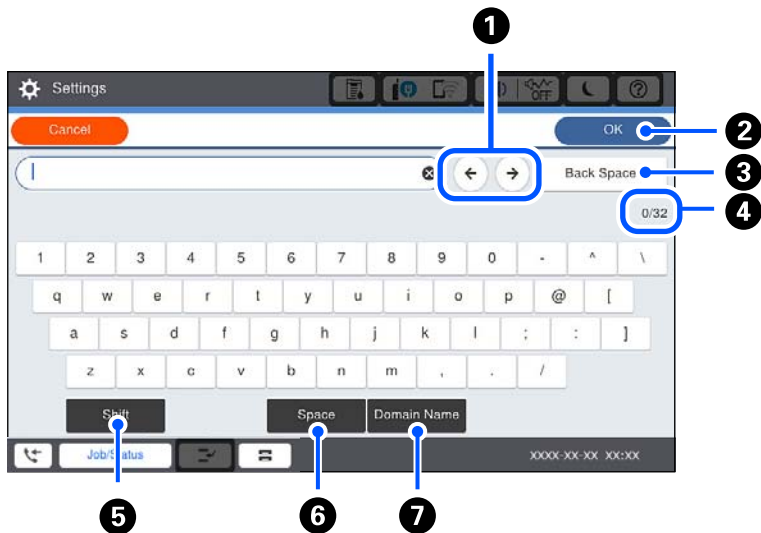 1
Settings
OFF
Cancel
OK
2
Back Space
3
0/32
4
1 2 3 4 5 6 7 8 9 0 - ^ \
q w e r t y u i o p @ [
a s d f g h j k l ; : ]
z x c v b n m , . /
Shift Space Domain Name
Job/Status
XXXX-XX-XX XX:XX
5 6 7